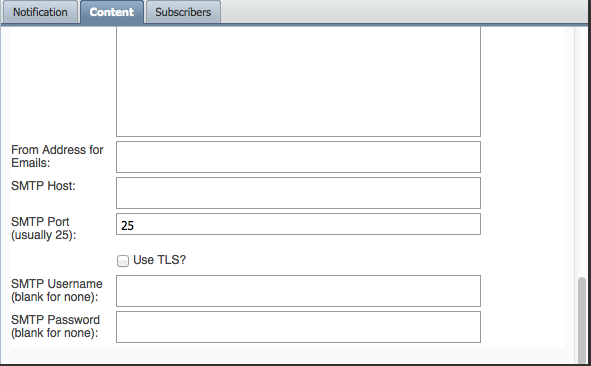 Notification Content Subscribers
From Address for
Emails:
SMTP Host:
SMTP Port
(usually 25):
25
Use TLS?
SMTP Username
(blank for none):
SMTP Password
(blank for none):